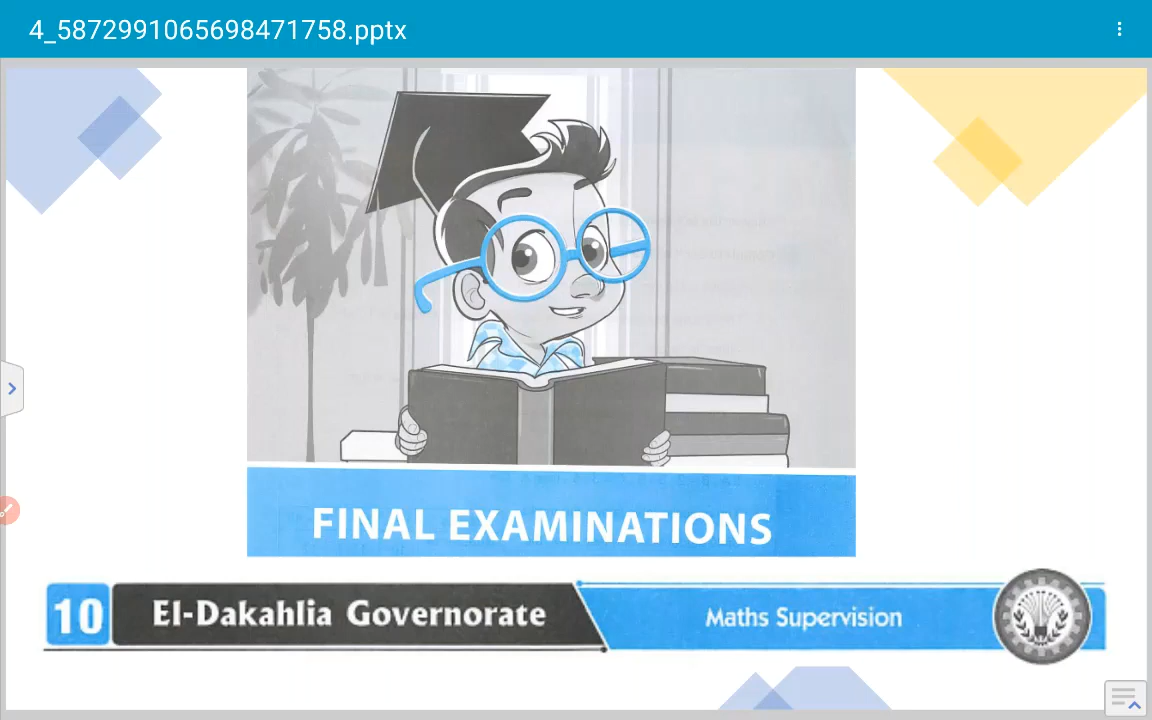 4_5872991065698471758.pptx
FINAL EXAMINATIONS
10 El-Dakahlia Governorate Maths Supervision